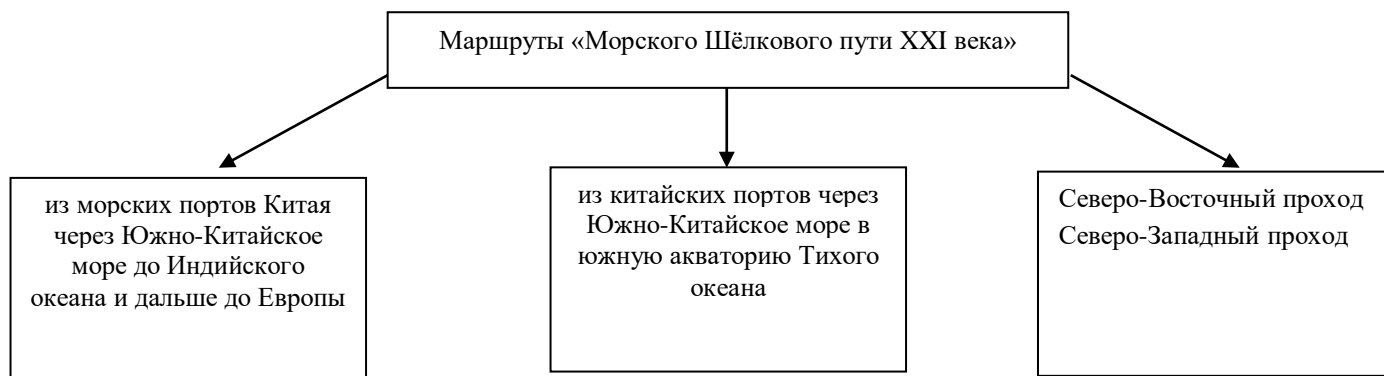 Маршруты «Морского Шёлкового пути XXI века»
из морских портов Китая
через Южно-Китайское
море до Индийского
океана и дальше до Европы
из китайских портов через
Южно-Китайское море в
южную акваторию Тихого
океана
Северо-Восточный проход
Северо-Западный проход